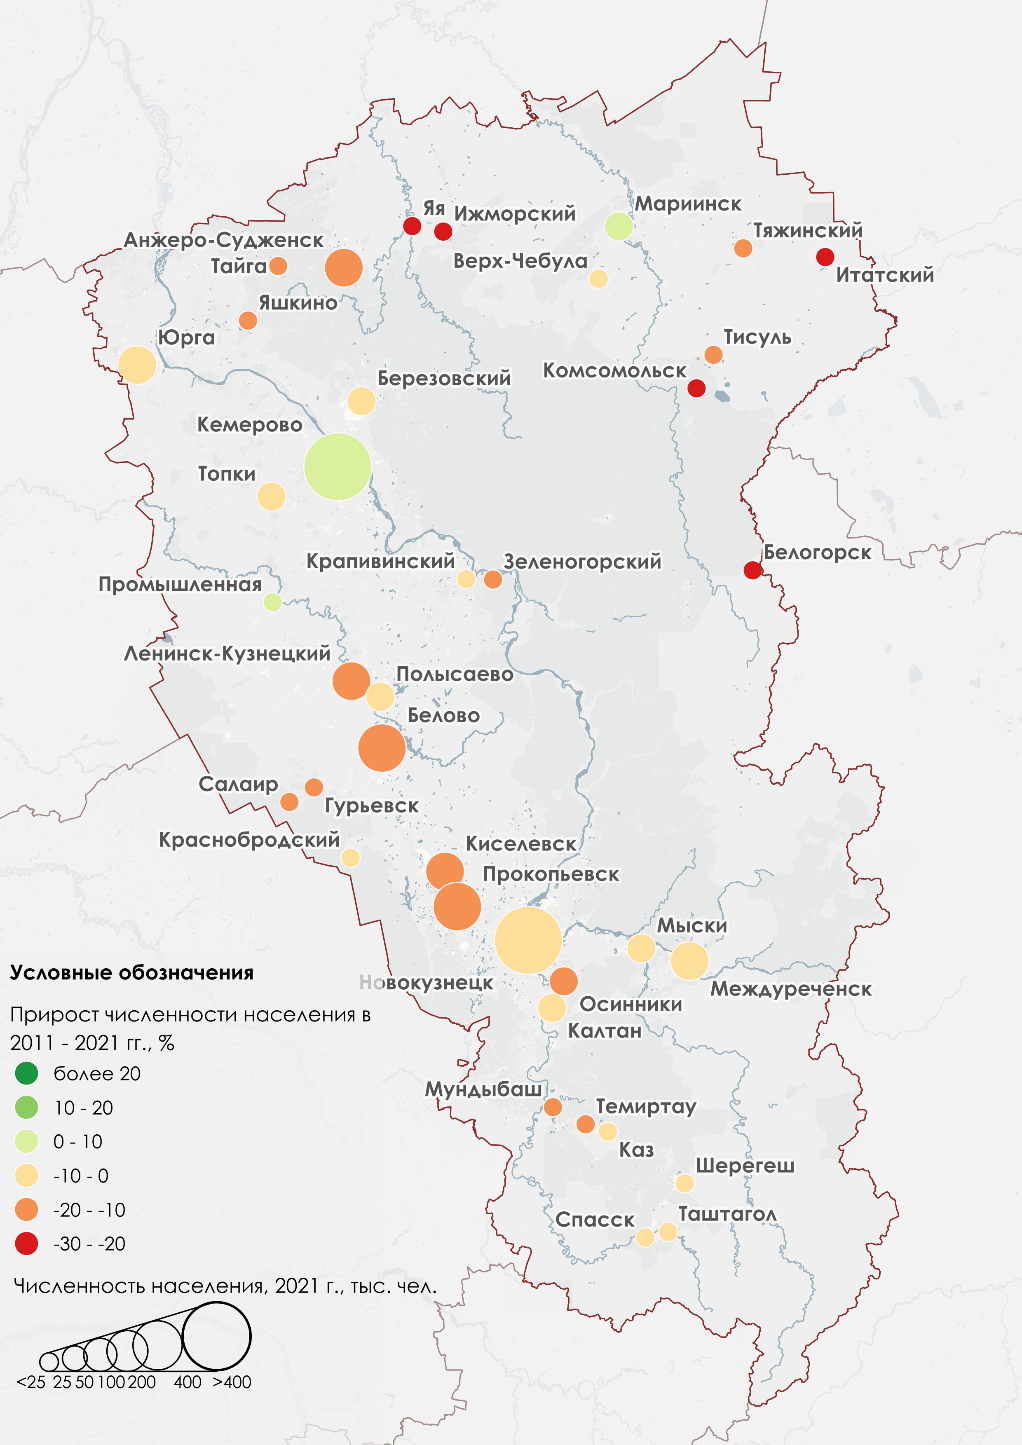 Яя
Ижморский
Мариинск
Тяжинский
Анжеро-Судженск
Тайга
Верх-Чебула
Итатский
Яшкино
Юрга
Тисуль
Комсомольск
Березовский
Кемерово
Топки
Белогорск
Крапивинский
Зеленогорский
Промышленная
Ленинск-Кузнецкий
Полысаево
Белово
Салаир
Гурьевск
Краснобродский
Киселевск
Прокопьевск
Мыски
Новокузнецк
Междуреченск
Осинники
Калтан
Мундыбаш
Темиртау
Каз
Шерегеш
Спасск
Таштагол
Условные обозначения
Прирост численности населения в
2011 - 2021 гг., %
более 20
10 - 20
0 - 10
-10 - 0
-20 - -10
-30 - -20
Численность населения, 2021 г., тыс. чел.
<25 25 50 100 200 400 >400